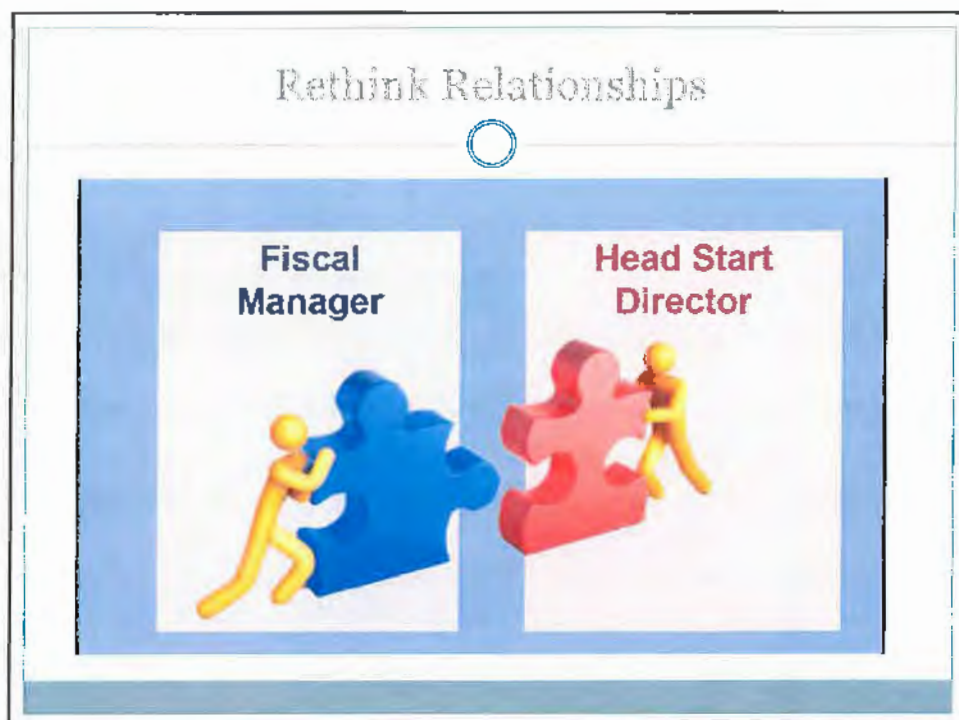 Rethink Relationships
Fiscal
Manager
Head Start
Director